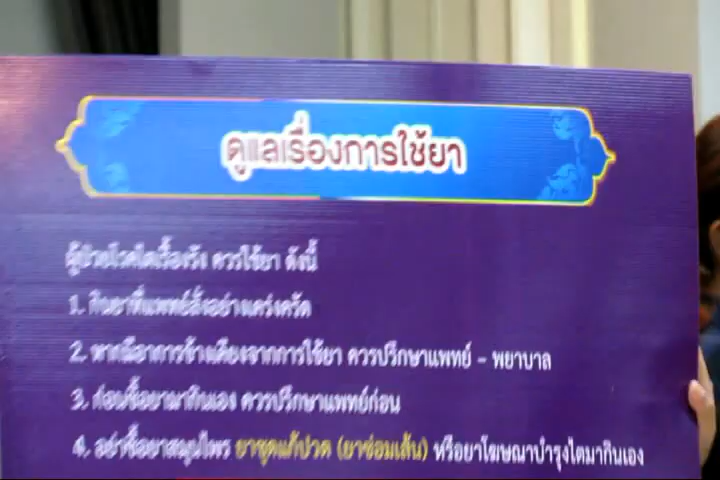 ดูแลเรื่องการใช้ยา
ผู้ป่วยโรคไตเรื้อรัง ควรใช้ยา ดังนี้
1. กินยาที่แพทย์สั่งอย่างเคร่งครัด
2. หากมีอาการข้างเคียงจากการใช้ยา ควรปรึกษาแพทย์ - พยาบาล
3. ก่อนซื้อยามากินเอง ควรปรึกษาแพทย์ก่อน
4. อย่าซื้อยาสมุนไพร ยาชุดแก้ปวด (ยาซ่อมเส้น) หรือยาโฆษณาบำรุงไตมากินเอง